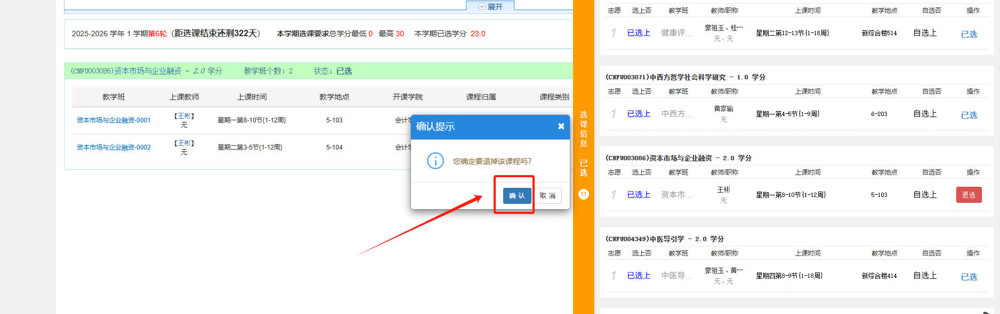 展开
2025-2026 学年 1 学期第6轮（距选课结束还剩322天） 本学期选课要求总学分最低 0 最高 30 本学期已选学分 23.0
(CNFU003086)资本市场与企业融资 - 2.0 学分 教学班个数：2 状态：已选
教学班 上课教师 上课时间 教学地点 开课学院 课程归属 课程类别
资本市场与企业融资-0001 【王彬】 星期一第8-10节{1-12周} 5-103 会计学
无
资本市场与企业融资-0002 【王彬】 星期二第3-5节{1-12周} 5-104 会计学
无
确认提示 ✖
您确定要退掉该课程吗？
确 认 取 消
选课信息
已选
11
志愿 选上否 教学班 教师/职称 上课时间 教学地点 自选否 操作
1 已选上 健康评... 蒙祖玉、桂… 星期二第12-13节{1-18周} 新综合楼514 自选上 已选
无、无
(CNFU003071)中西方哲学社会科学研究 - 1.0 学分
志愿 选上否 教学班 教师/职称 上课时间 教学地点 自选否 操作
1 已选上 中西方... 黄家瑜 星期一第4-5节{1-9周} 6-203 自选上 已选
无
(CNFU003086)资本市场与企业融资 - 2.0 学分
志愿 选上否 教学班 教师/职称 上课时间 教学地点 自选否 操作
1 已选上 资本市... 王彬 星期一第8-10节{1-12周} 5-103 自选上 退选
无
(CNFU004349)中医导引学 - 2.0 学分
志愿 选上否 教学班 教师/职称 上课时间 教学地点 自选否 操作
1 已选上 中医导... 蒙祖玉、黄… 星期四第8-9节{1-18周} 新综合楼414 自选上 已选
无、无